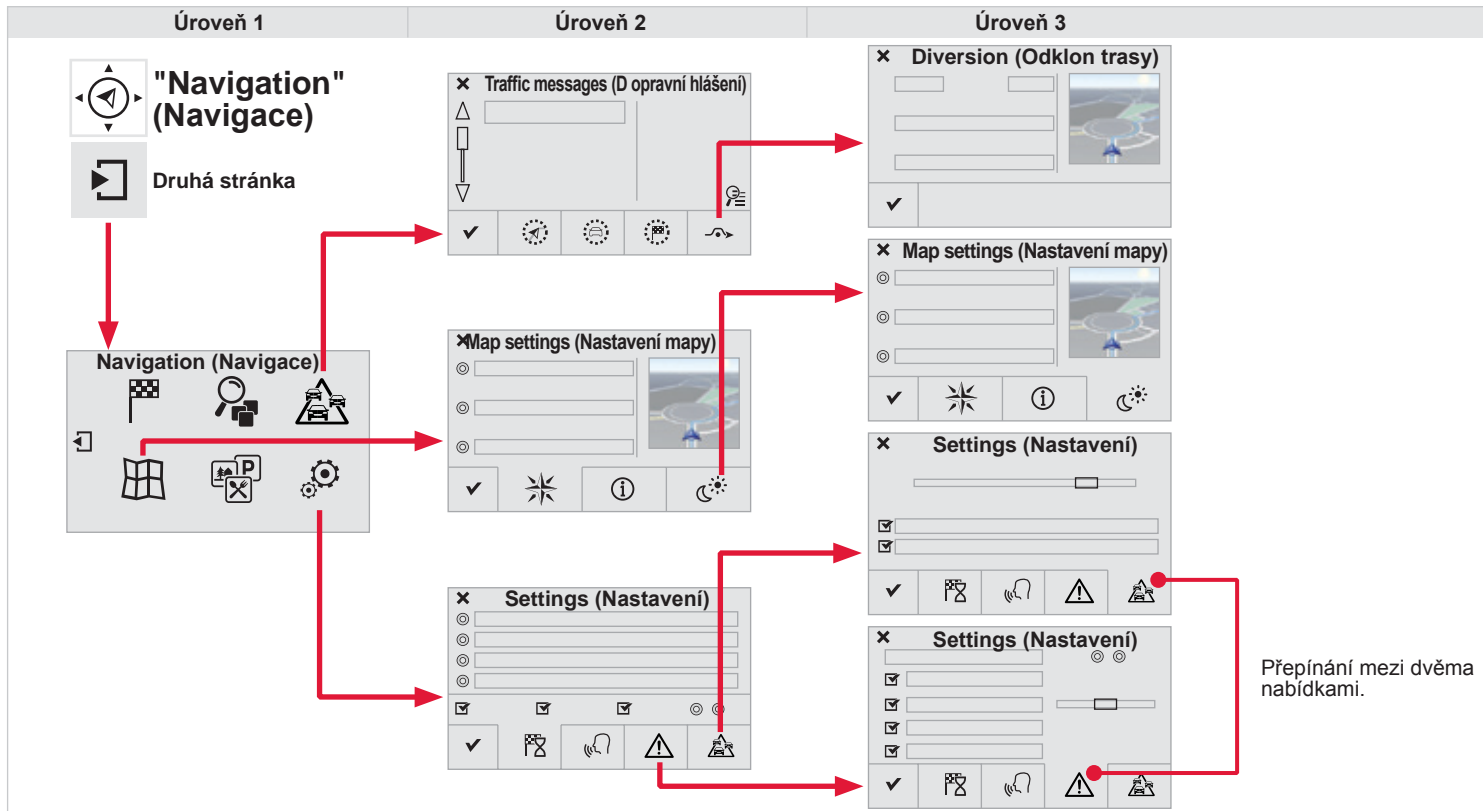 Úroveň 1
Úroveň 2
Úroveň 3
"Navigation"
(Navigace)
Druhá stránka
Navigation (Navigace)
P
Traffic messages (D opravní hlášení)
Map settings (Nastavení mapy)
Settings (Nastavení)
Diversion (Odklon trasy)
Map settings (Nastavení mapy)
Settings (Nastavení)
Settings (Nastavení)
Přepínání mezi dvěma
nabídkami.